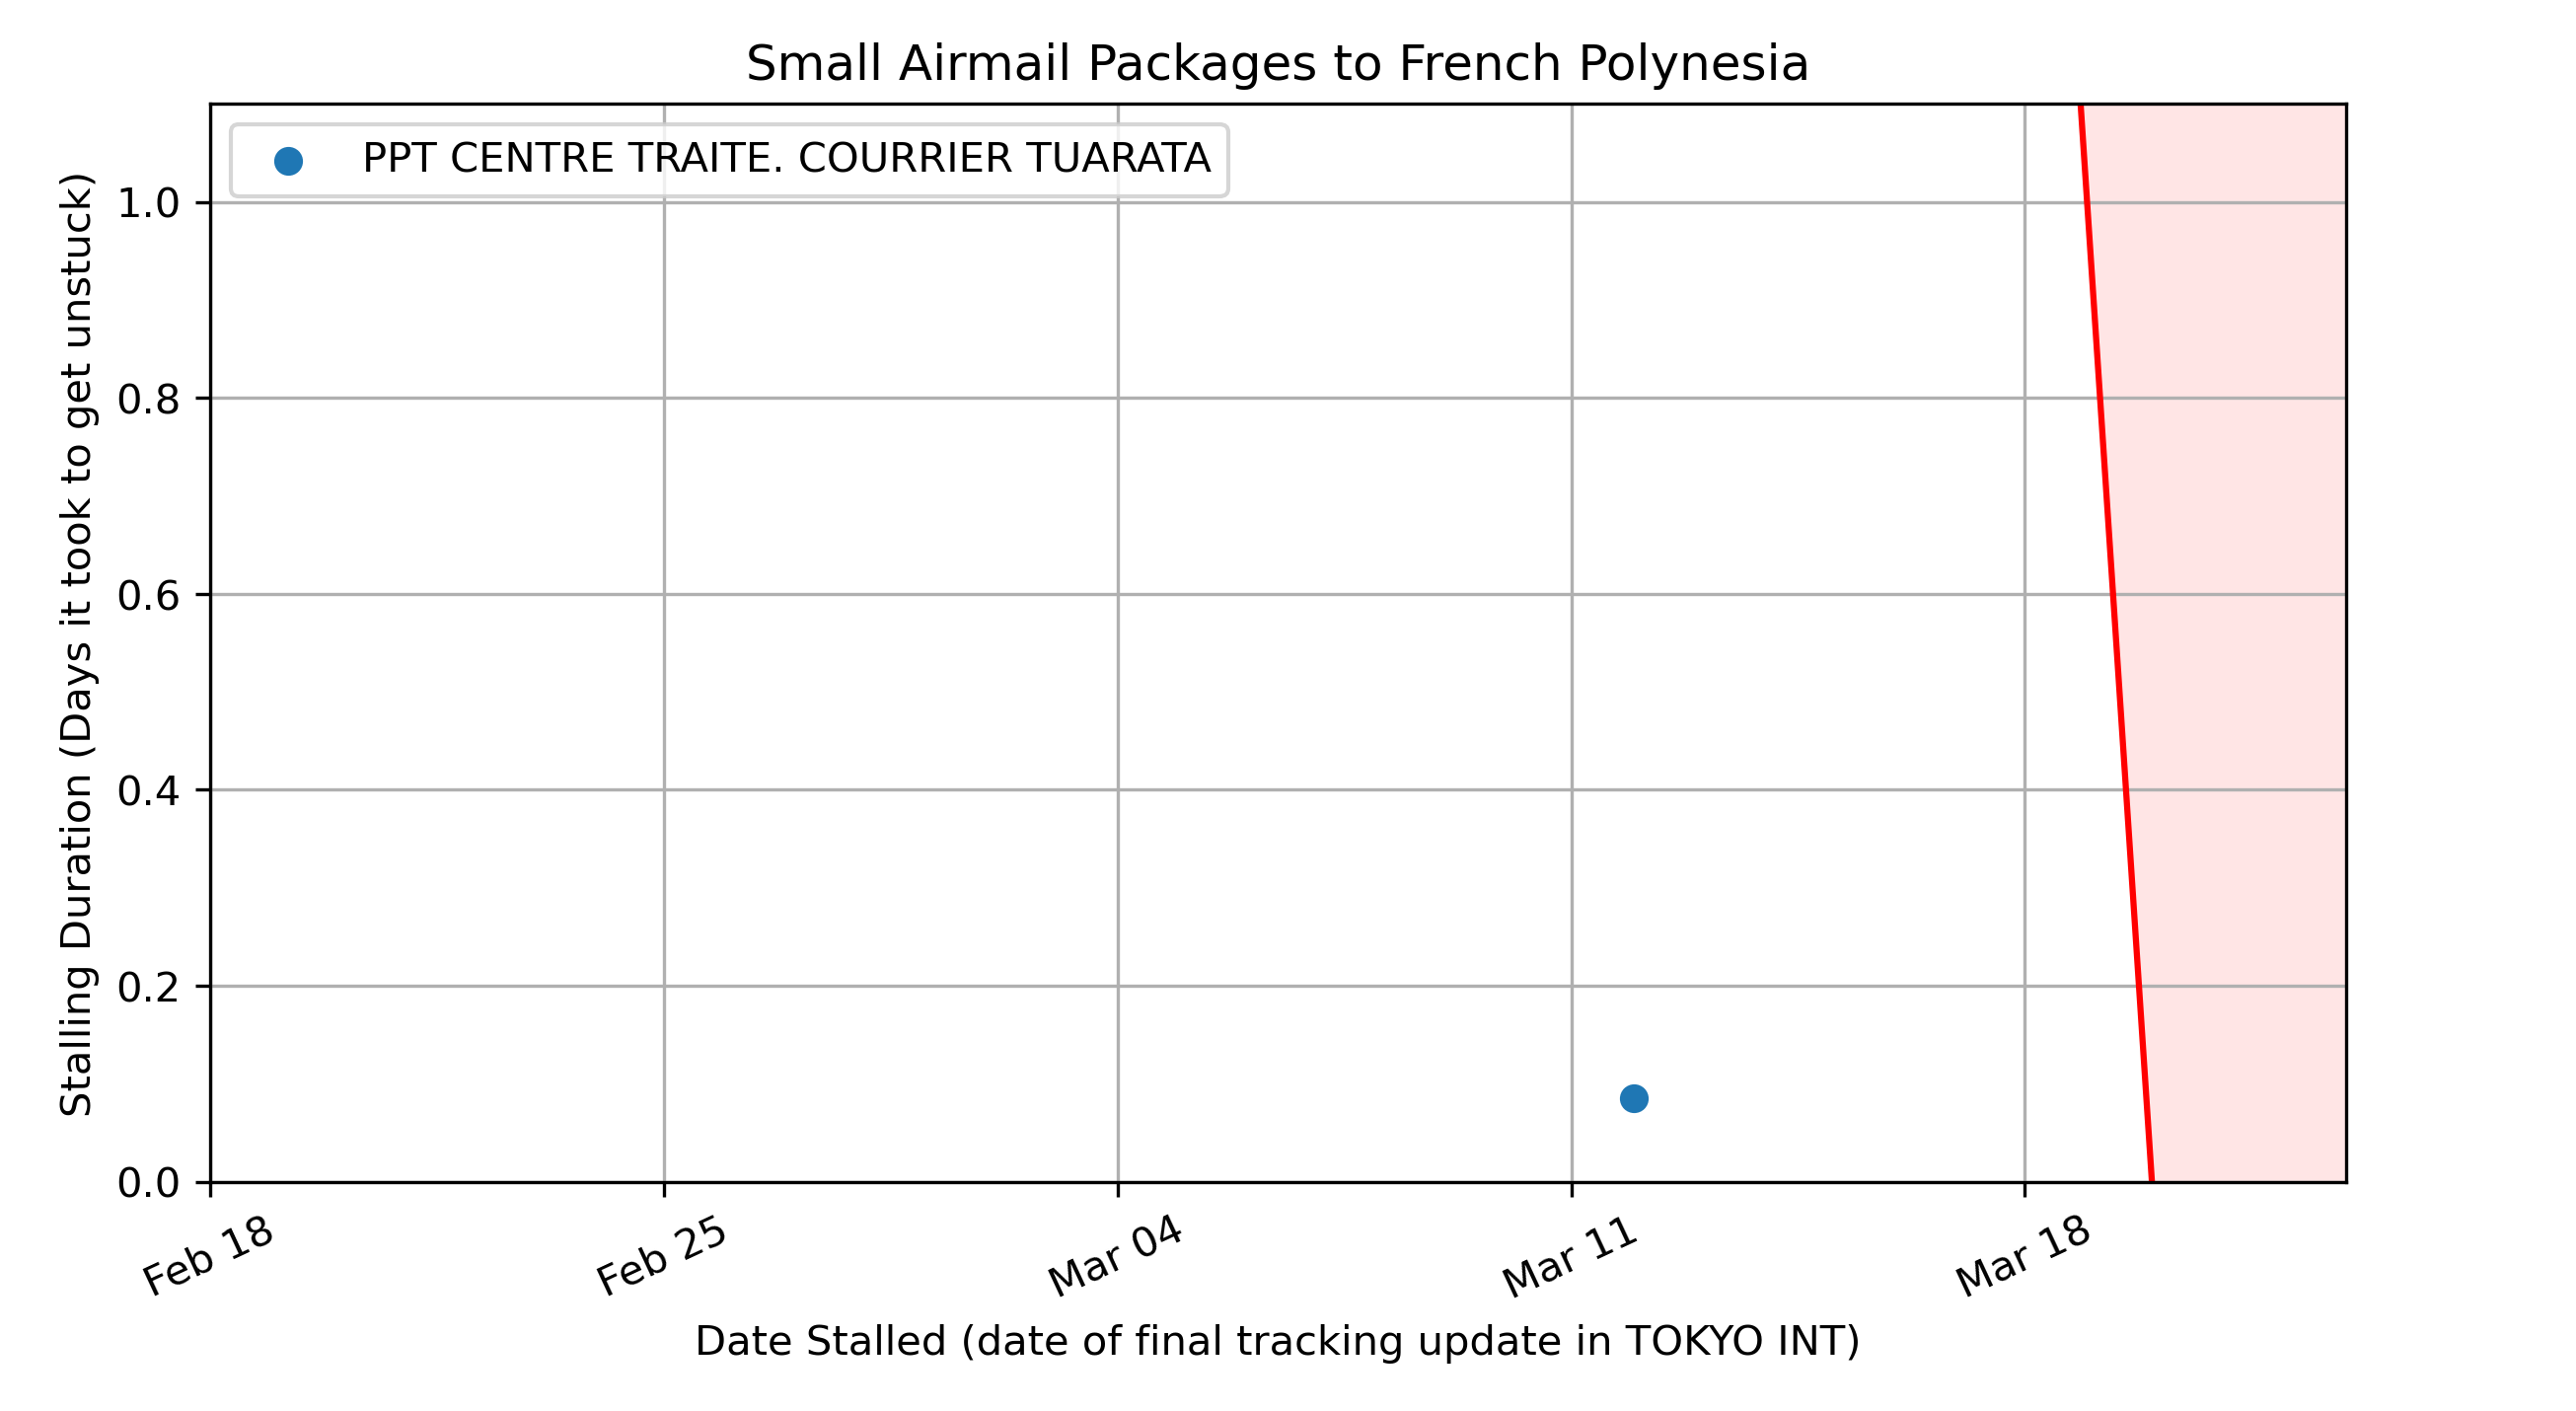 Small Airmail Packages to French Polynesia
PPT CENTRE TRAITE. COURRIER TUARATA
Stalling Duration (Days it took to get unstuck)
1.0
0.8
0.6
0.4
0.2
0.0
Feb 18
Feb 25
Mar 04
Mar 11
Mar 18
Date Stalled (date of final tracking update in TOKYO INT)